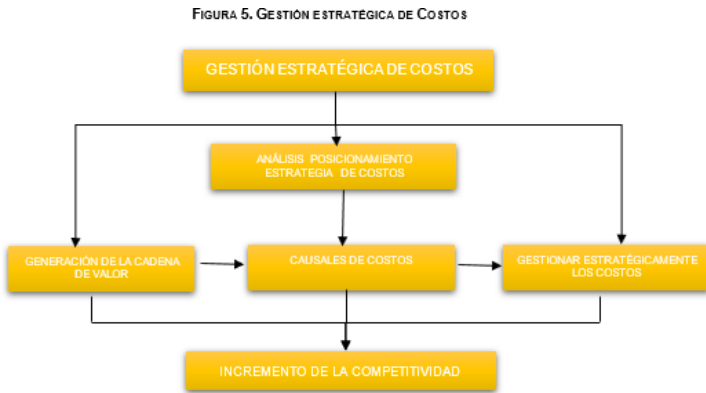 FIGURA 5. GESTIÓN ESTRATÉGICA DE COSTOS
GESTIÓN ESTRATÉGICA DE COSTOS
ANÁLISIS POSICIONAMIENTO
ESTRATEGIA DE COSTOS
GENERACIÓN DE LA CADENA
DE VALOR
CAUSALES DE COSTOS
GESTIONAR ESTRATÉGICAMENTE
LOS COSTOS
INCREMENTO DE LA COMPETITIVIDAD